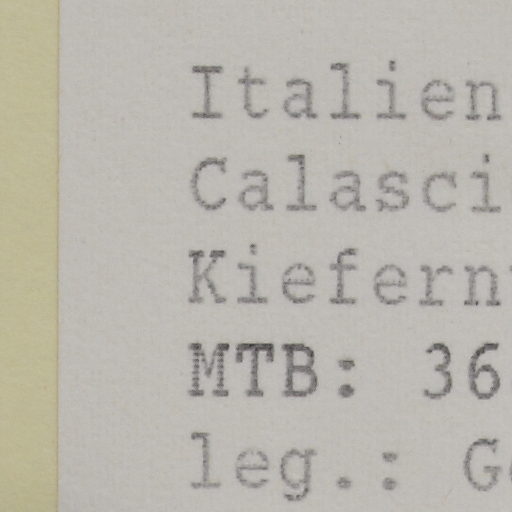 Italien
Calasci
Kiefern
MTB: 36
leg.: G